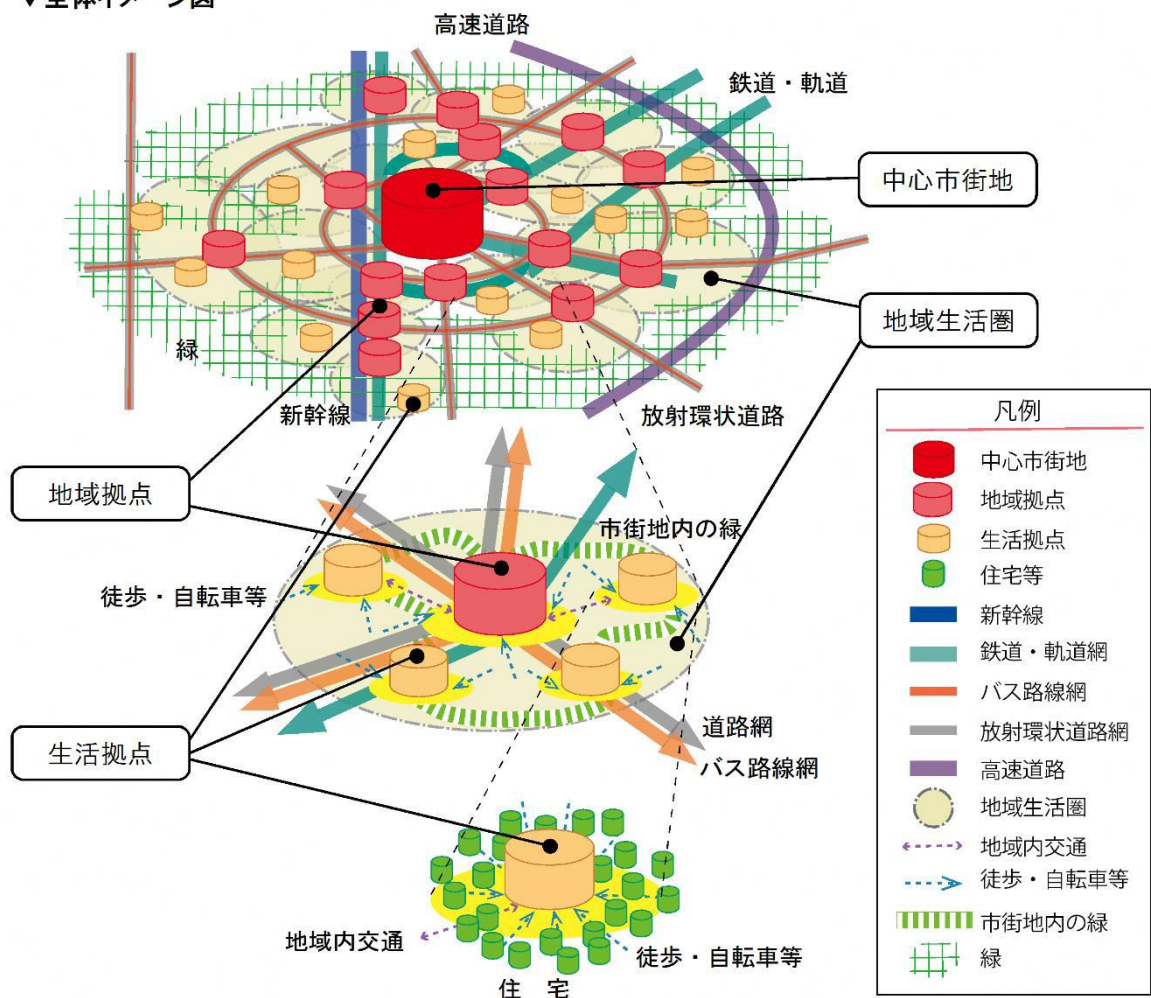 ▼全体イメージ図
高速道路
鉄道・軌道
中心市街地
地域生活圏
緑
新幹線
放射環状道路
地域拠点
市街地内の緑
徒歩・自転車等
生活拠点
道路網
バス路線網
地域内交通
徒歩・自転車等
住 宅
凡例
中心市街地
地域拠点
生活拠点
住宅等
新幹線
鉄道・軌道網
バス路線網
放射環状道路網
高速道路
地域生活圏
地域内交通
徒歩・自転車等
市街地内の緑
緑